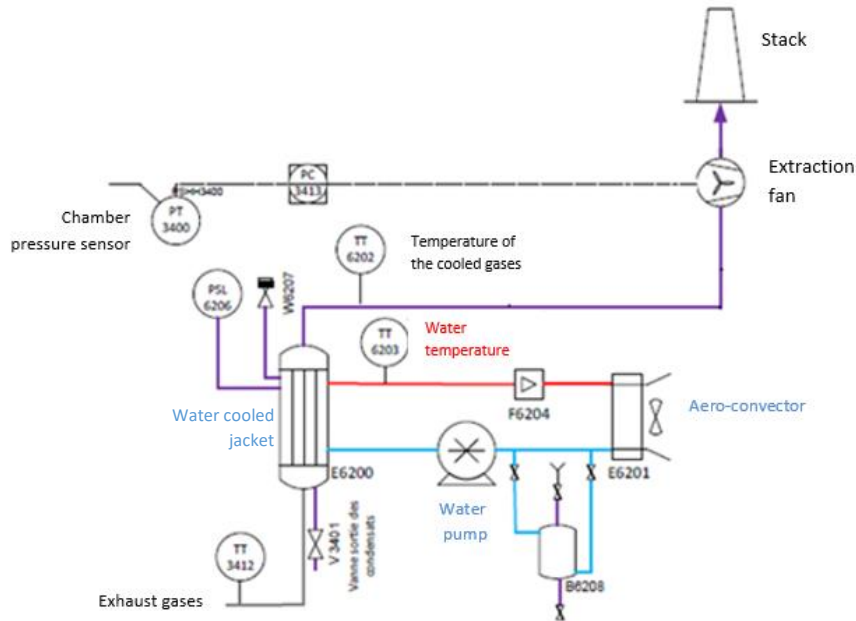 Stack
Extraction
fan
PC
3413
SHH3400
PT
3400
Chamber
pressure sensor
TT
6202
Temperature of
the cooled gases
PSL
6206
W6207
TT
6203
Water
temperature
F6204
Aero-convector
Water cooled
jacket
E6200
E6201
Water
pump
V 3401
Vanne sortie des
condensats
TT
3412
B6208
Exhaust gases